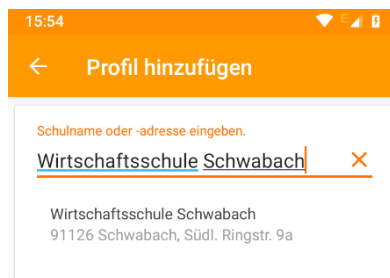 15:54
E
Profil hinzufügen
Schulname oder -adresse eingeben.
Wirtschaftsschule Schwabach
Wirtschaftsschule Schwabach
91126 Schwabach, Südl. Ringstr. 9a